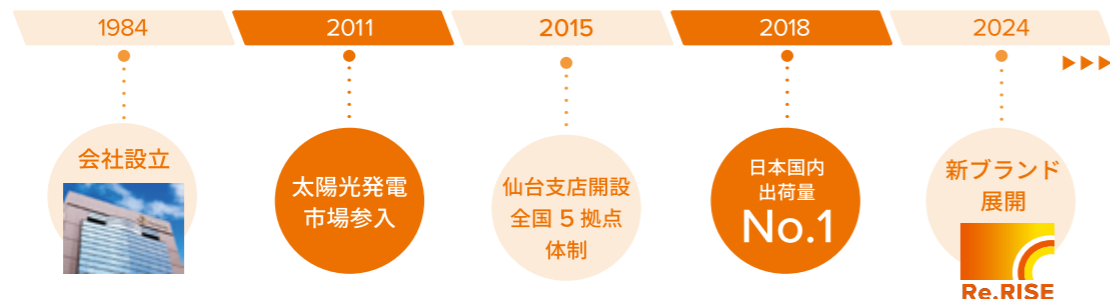 1984
2011
2015
2018
2024
会社設立
太陽光発電
市場参入
仙台支店開設
全国 5 拠点
体制
日本国内
出荷量
No.1
新ブランド
展開
Re.RISE